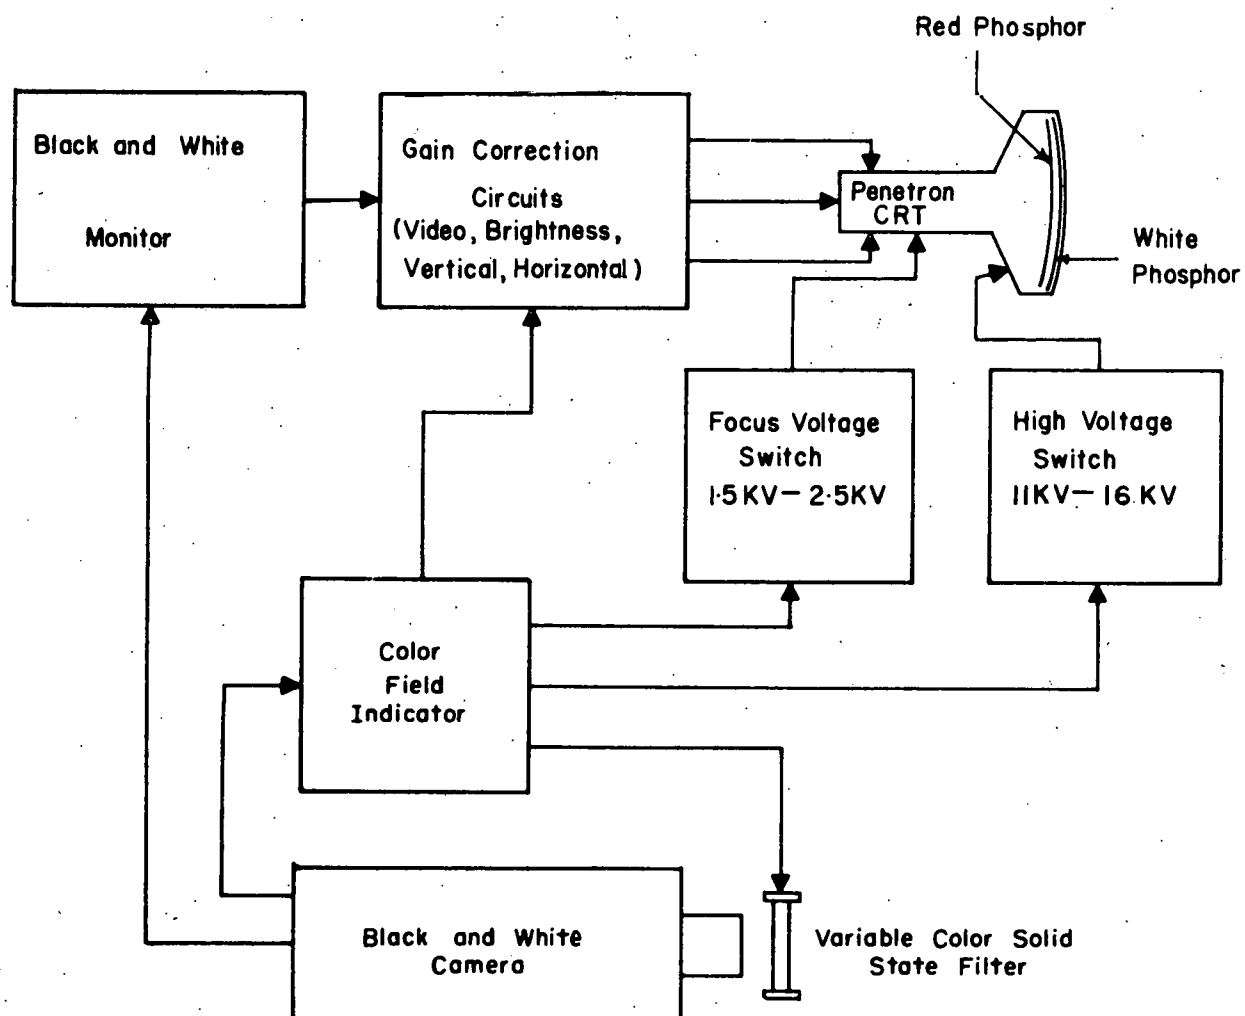 Red Phosphor
Black and White
Monitor
Gain Correction
Circuits
(Video, Brightness,
Vertical, Horizontal)
Penetron
CRT
White
Phosphor
Focus Voltage
Switch
1.5KV— 2.5KV
High Voltage
Switch
11KV— 16.KV
Color
Field
Indicator
Black and White
Camera
Variable Color Solid
State Filter